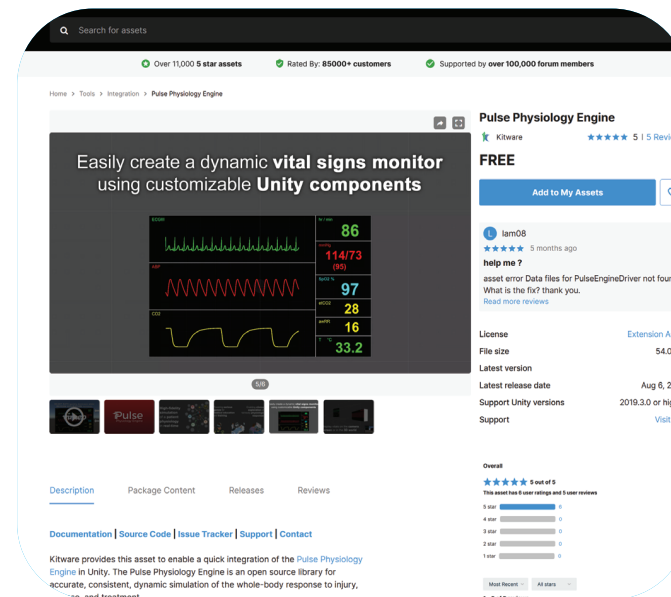 Search for assets
Over 11,000 5 star assets
Rated By: 85000+ customers
Supported by over 100,000 forum members
Home > Tools > Integration > Pulse Physiology Engine
Easily create a dynamic vital signs monitor
using customizable Unity components
86
114/73
(95)
97
28
16
33.2
5/6
Pulse
Description
Package Content
Releases
Reviews
Documentation | Source Code | Issue Tracker | Support | Contact
Kitware provides this asset to enable a quick integration of the Pulse Physiology
Engine in Unity. The Pulse Physiology Engine is an open source library for
accurate, consistent, dynamic simulation of the whole-body response to injury,
and treatment
Pulse Physiology Engine
Kitware
5 | 5 Revi
FREE
Add to My Assets
L
lam08
5 months ago
help me ?
asset error Data files for PulseEngineDriver not four
What is the fix? thank you.
Read more reviews
License
Extension A
File size
54.0
Latest version
Latest release date
Aug 6, 2
Support Unity versions
2019.3.0 or hig
Support
Visit
Overall
5 out of 5
This asset has 6 user ratings and 5 user reviews
5 star 6
4 star 0
3 star 0
2 star 0
1 star 0
Most Recent
All stars